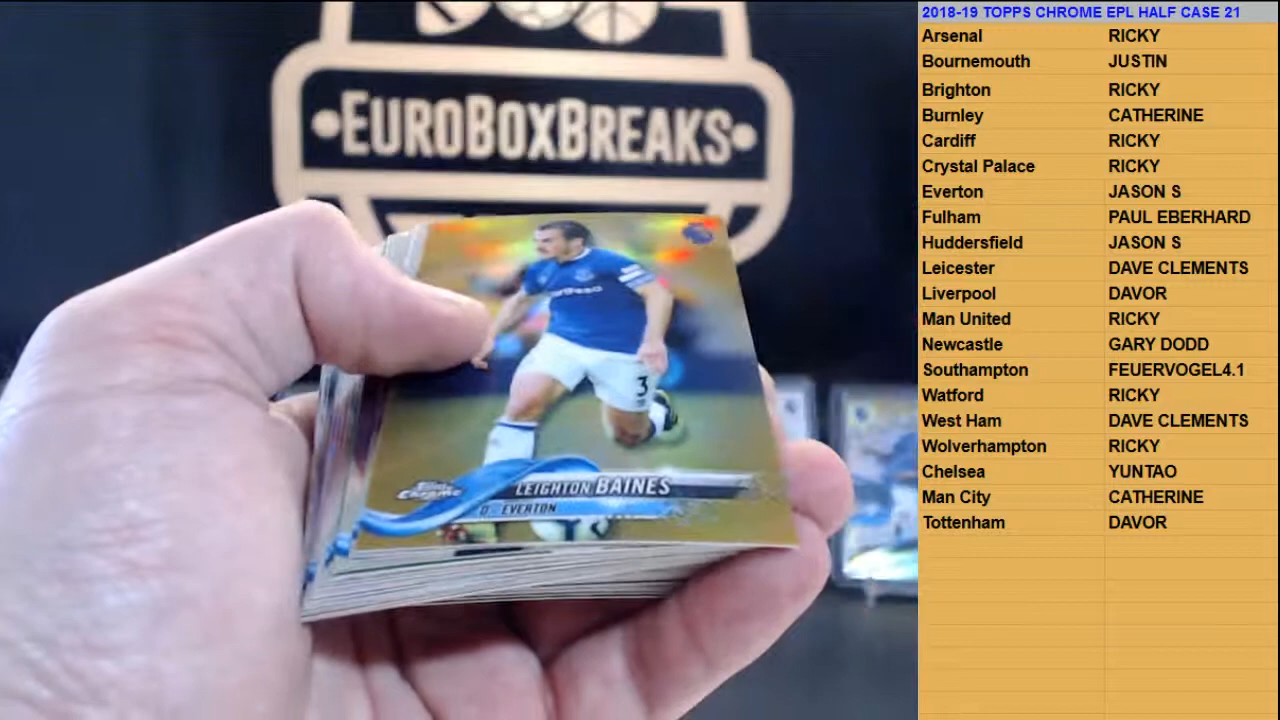 •EUROBOXBREAKS•
3
Topps
Chrome
LEIGHTON BAINES
D - EVERTON
2018-19 TOPPS CHROME EPL HALF CASE 21
Arsenal RICKY
Bournemouth JUSTIN
Brighton RICKY
Burnley CATHERINE
Cardiff RICKY
Crystal Palace RICKY
Everton JASON S
Fulham PAUL EBERHARD
Huddersfield JASON S
Leicester DAVE CLEMENTS
Liverpool DAVOR
Man United RICKY
Newcastle GARY DODD
Southampton FEUERVOGEL4.1
Watford RICKY
West Ham DAVE CLEMENTS
Wolverhampton RICKY
Chelsea YUNTAO
Man City CATHERINE
Tottenham DAVOR